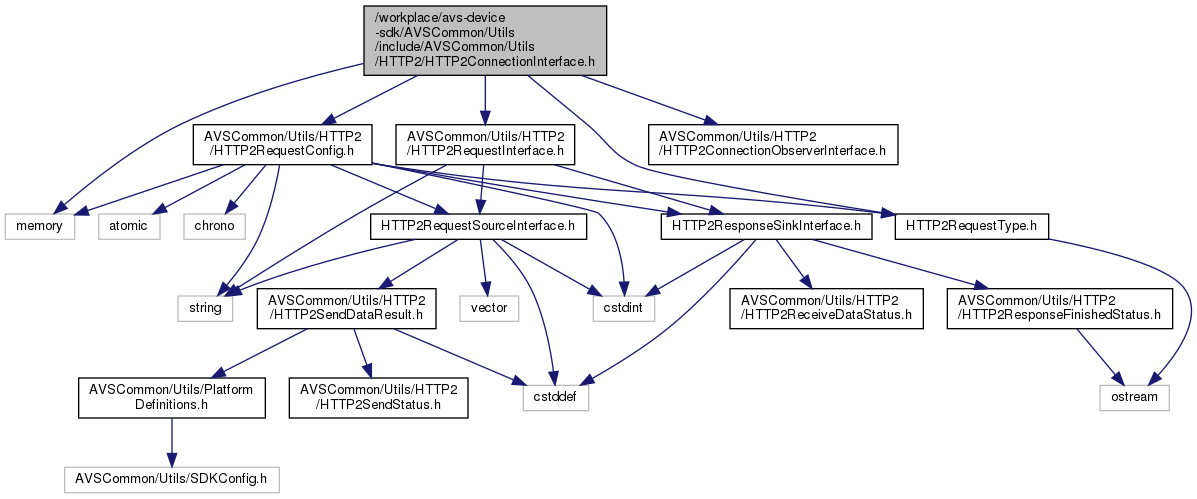 /workplace/avs-device
-sdk/AVSCommon/Utils
/include/AVSCommon/Utils
/HTTP2/HTTP2ConnectionInterface.h
AVSCommon/Utils/HTTP2
/HTTP2RequestConfig.h
AVSCommon/Utils/HTTP2
/HTTP2RequestInterface.h
AVSCommon/Utils/HTTP2
/HTTP2ConnectionObserverInterface.h
memory
atomic
chrono
HTTP2RequestSourceInterface.h
HTTP2ResponseSinkInterface.h
HTTP2RequestType.h
string
AVSCommon/Utils/HTTP2
/HTTP2SendDataResult.h
vector
cstdint
AVSCommon/Utils/HTTP2
/HTTP2ReceiveDataStatus.h
AVSCommon/Utils/HTTP2
/HTTP2ResponseFinishedStatus.h
AVSCommon/Utils/Platform
Definitions.h
AVSCommon/Utils/HTTP2
/HTTP2SendStatus.h
cstddef
ostream
AVSCommon/Utils/SDKConfig.h